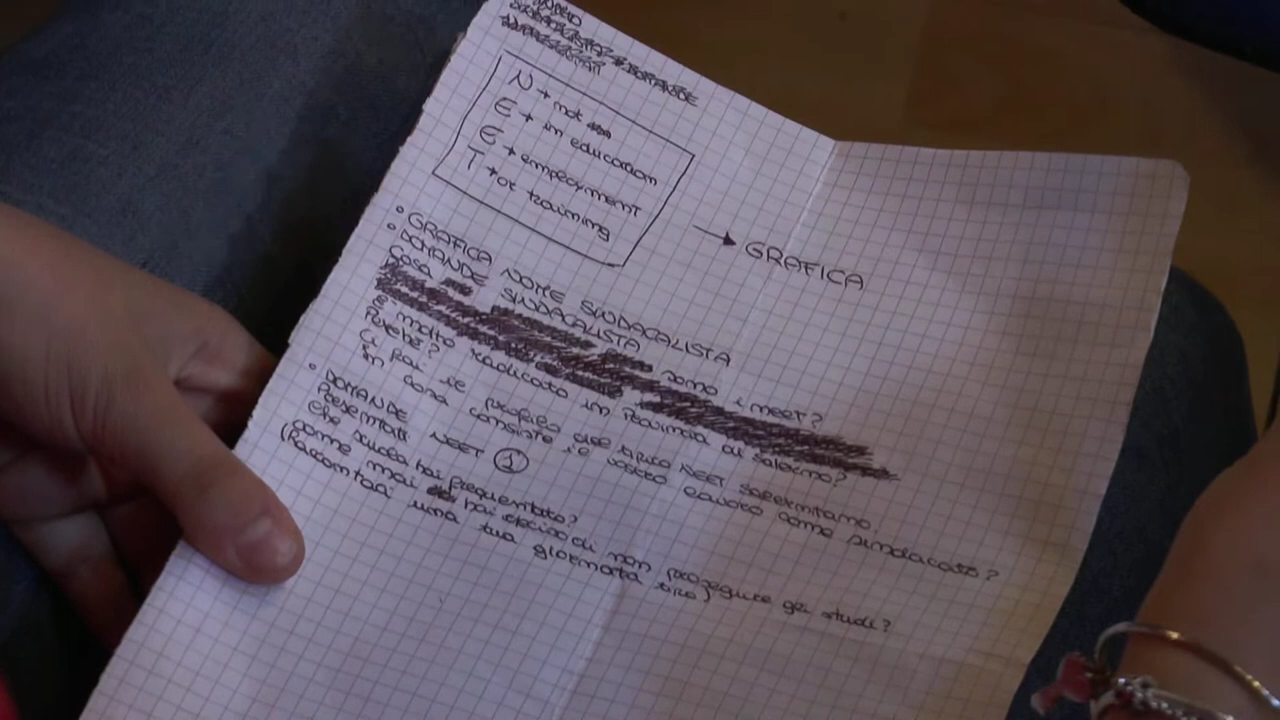 N → not
E → in education
E → employment
T → or training
→ GRAFICA
° GRAFICA NOME SINDACALISTA
° DOMANDE SINDACALISTA
Cosa sono i neet?
È molto radicato in provincia di Salerno?
Perché?
Ci fai il profilo del tipico NEET salernitano
In cosa consiste il vostro lavoro come sindacato?
° DOMANDE NEET 1
Presentati
Che scuola hai frequentato?
Come mai hai deciso di non proseguire gli studi?
(Raccontaci una tua giornata tipo)